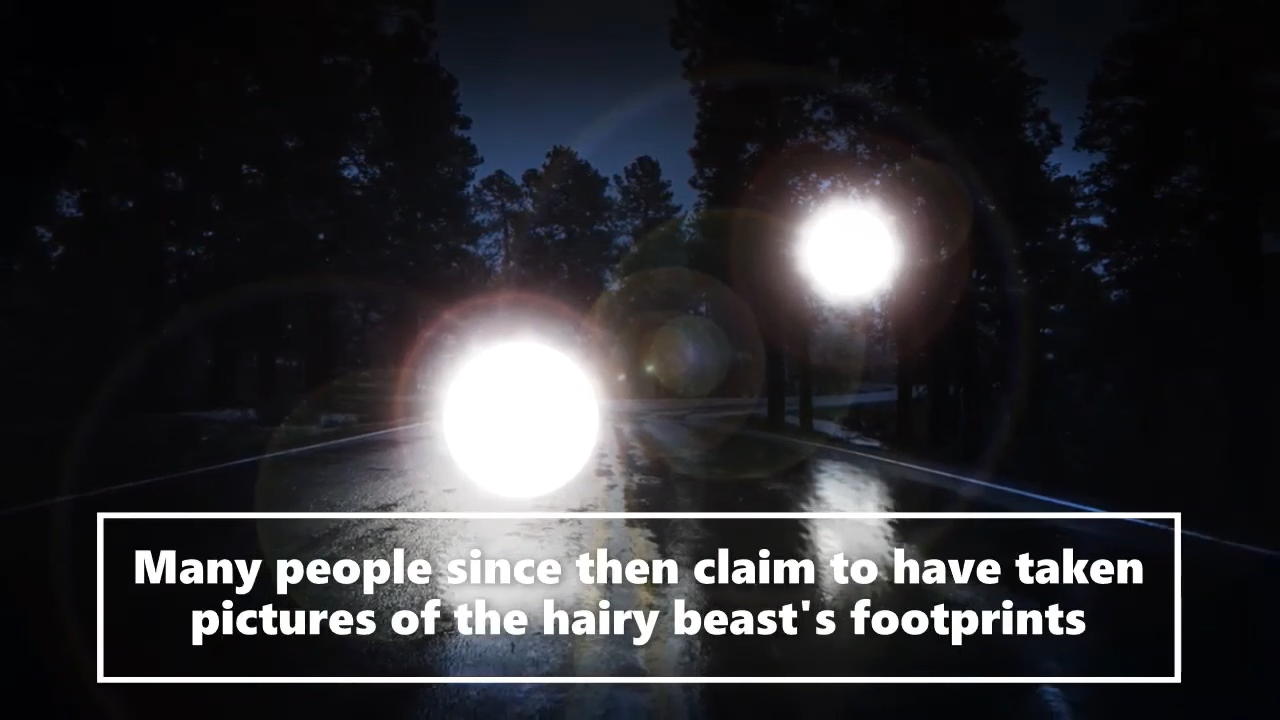 Many people since then claim to have taken
pictures of the hairy beast's footprints